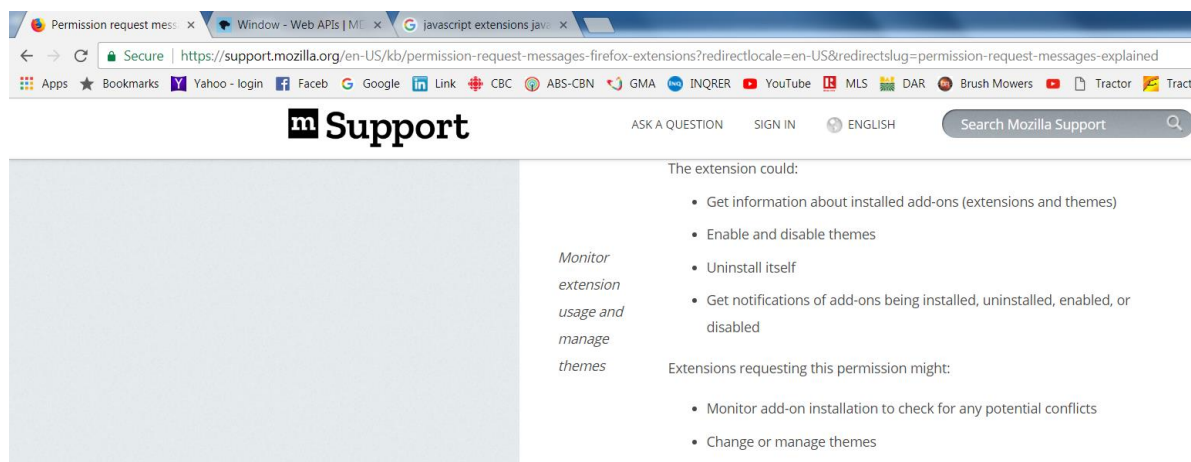 Permission request mess
Window - Web APIs | M
javascript extensions java
Secure | https://support.mozilla.org/en-US/kb/permission-request-messages-firefox-extensions?redirectlocale=en-US&redirectslug=permission-request-messages-explained
Apps Bookmarks Yahoo - login Faceb Google Link CBC ABS-CBN GMA INQRER YouTube MLS DAR Brush Mowers Tractor Tract
m Support
ASK A QUESTION SIGN IN ENGLISH Search Mozilla Support
The extension could:
• Get information about installed add-ons (extensions and themes)
• Enable and disable themes
Monitor
• Uninstall itself
extension
• Get notifications of add-ons being installed, uninstalled, enabled, or
usage and
disabled
manage
themes
Extensions requesting this permission might:
• Monitor add-on installation to check for any potential conflicts
• Change or manage themes